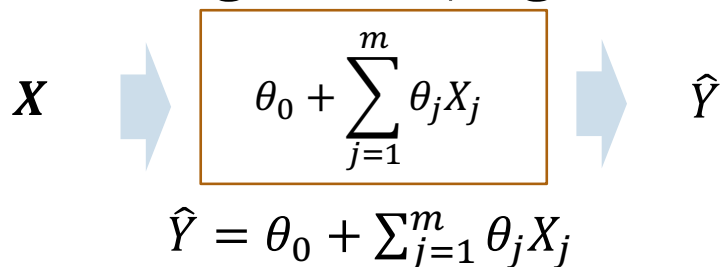 X θ₀ + ∑ⱼ₌₁ᵐ θⱼXⱼ Ŷ
Ŷ = θ₀ + ∑ⱼ₌₁ᵐ θⱼXⱼ